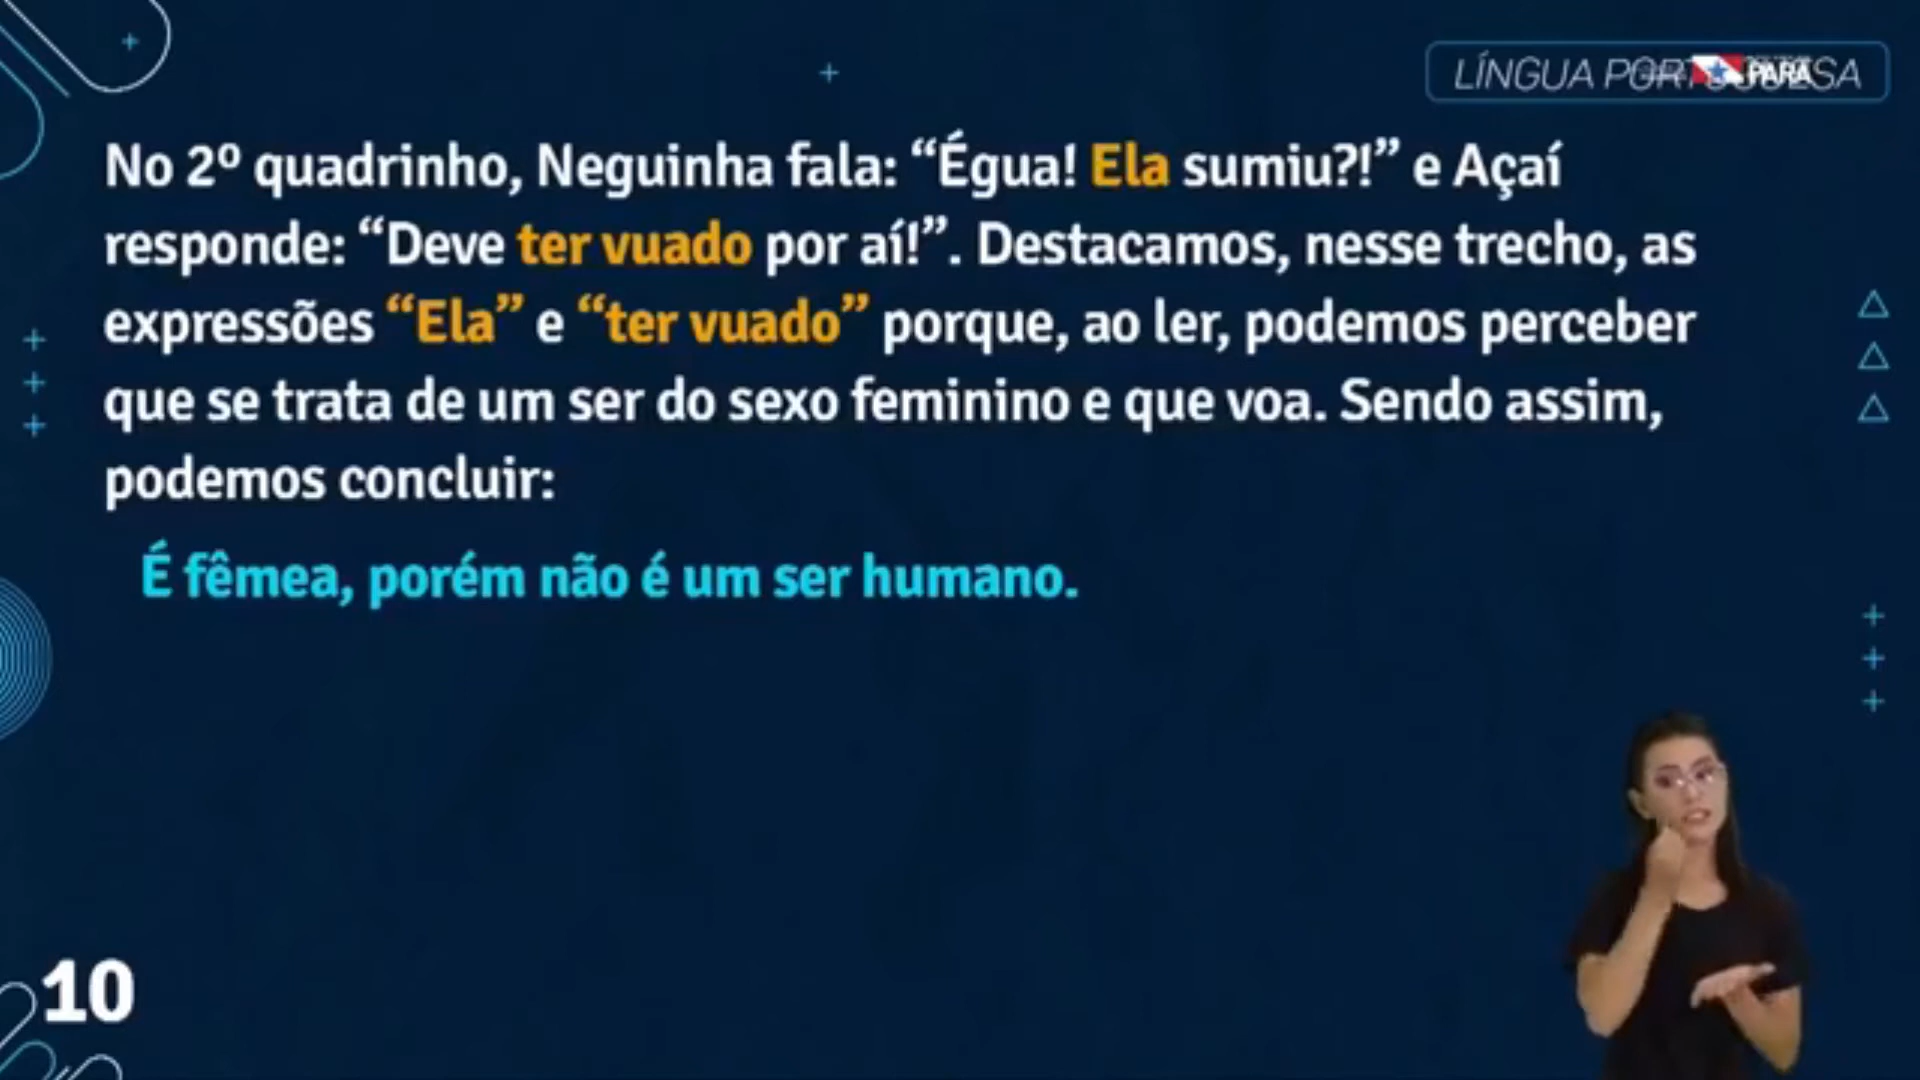 LÍNGUA PORTUGUESA
PARÁ
No 2º quadrinho, Neguinha fala: “Égua! Ela sumiu?!” e Açaí
responde: “Deve ter vuado por aí!”. Destacamos, nesse trecho, as
expressões “Ela” e “ter vuado” porque, ao ler, podemos perceber
que se trata de um ser do sexo feminino e que voa. Sendo assim,
podemos concluir:
É fêmea, porém não é um ser humano.
10